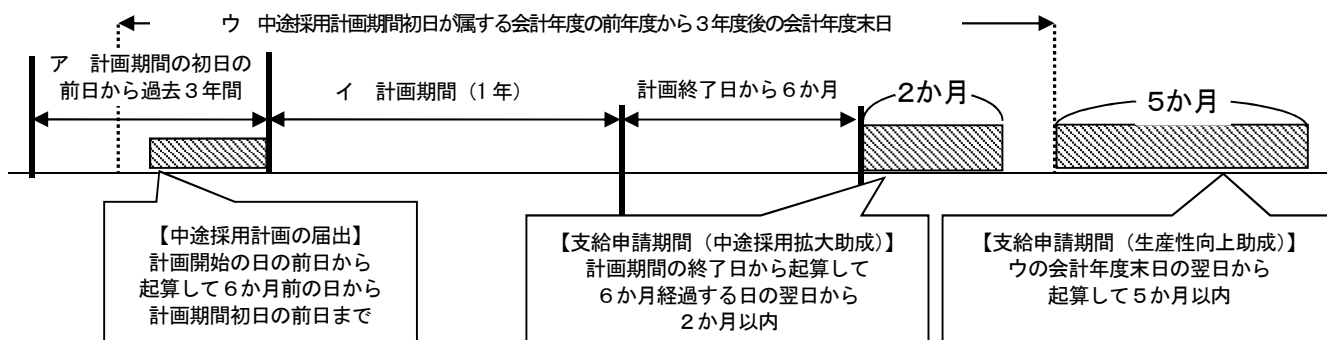 ウ 中途採用計画期間初日が属する会計年度の前年度から３年度後の会計年度末日
ア 計画期間の初日の
前日から過去３年間
イ 計画期間（1年）
計画終了日から６か月
2か月
5か月
【中途採用計画の届出】
計画開始の日の前日から
起算して６か月前の日から
計画期間初日の前日まで
【支給申請期間（中途採用拡大助成）】
計画期間の終了日から起算して
６か月経過する日の翌日から
２か月以内
【支給申請期間（生産性向上助成）】
ウの会計年度末日の翌日から
起算して５か月以内